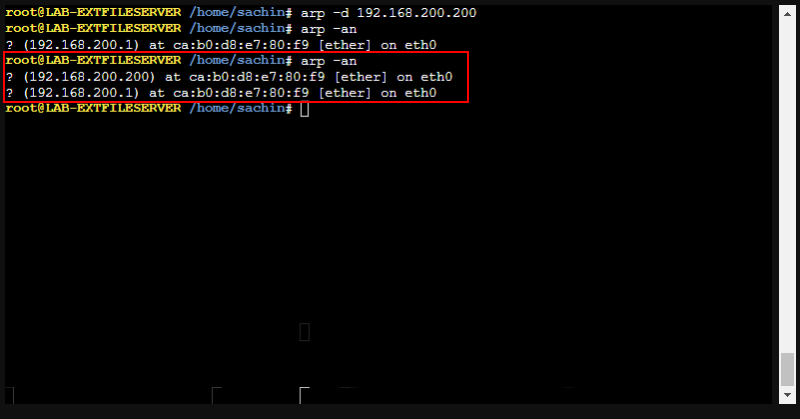 root@LAB-EXTFILESERVER /home/sachin# arp -d 192.168.200.200
root@LAB-EXTFILESERVER /home/sachin# arp -an
? (192.168.200.1) at ca:b0:d8:e7:80:f9 [ether] on eth0
root@LAB-EXTFILESERVER /home/sachin# arp -an
? (192.168.200.200) at ca:b0:d8:e7:80:f9 [ether] on eth0
? (192.168.200.1) at ca:b0:d8:e7:80:f9 [ether] on eth0
root@LAB-EXTFILESERVER /home/sachin#